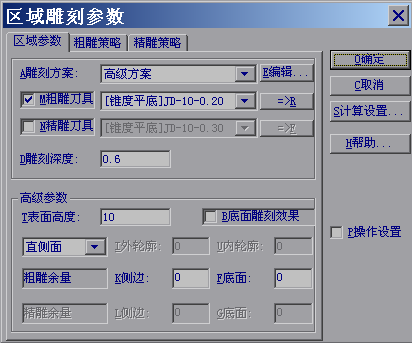 区域雕刻参数
区域参数 粗雕策略 精雕策略
A雕刻方案: 高级方案 E编辑...
M粗雕刀具 [锥度平底]JD-10-0.20 =>R
N精雕刀具 [锥度平底]JD-10-0.30 =>F
D雕刻深度: 0.6
高级参数
T表面高度: 10 B底面雕刻效果
直侧面 I外轮廓: 0 U内轮廓: 0
粗雕余量 K侧边: 0 F底面: 0
精雕余量 L侧边: 0 G底面: 0
O确定
C取消
S计算设置...
H帮助...
P操作设置